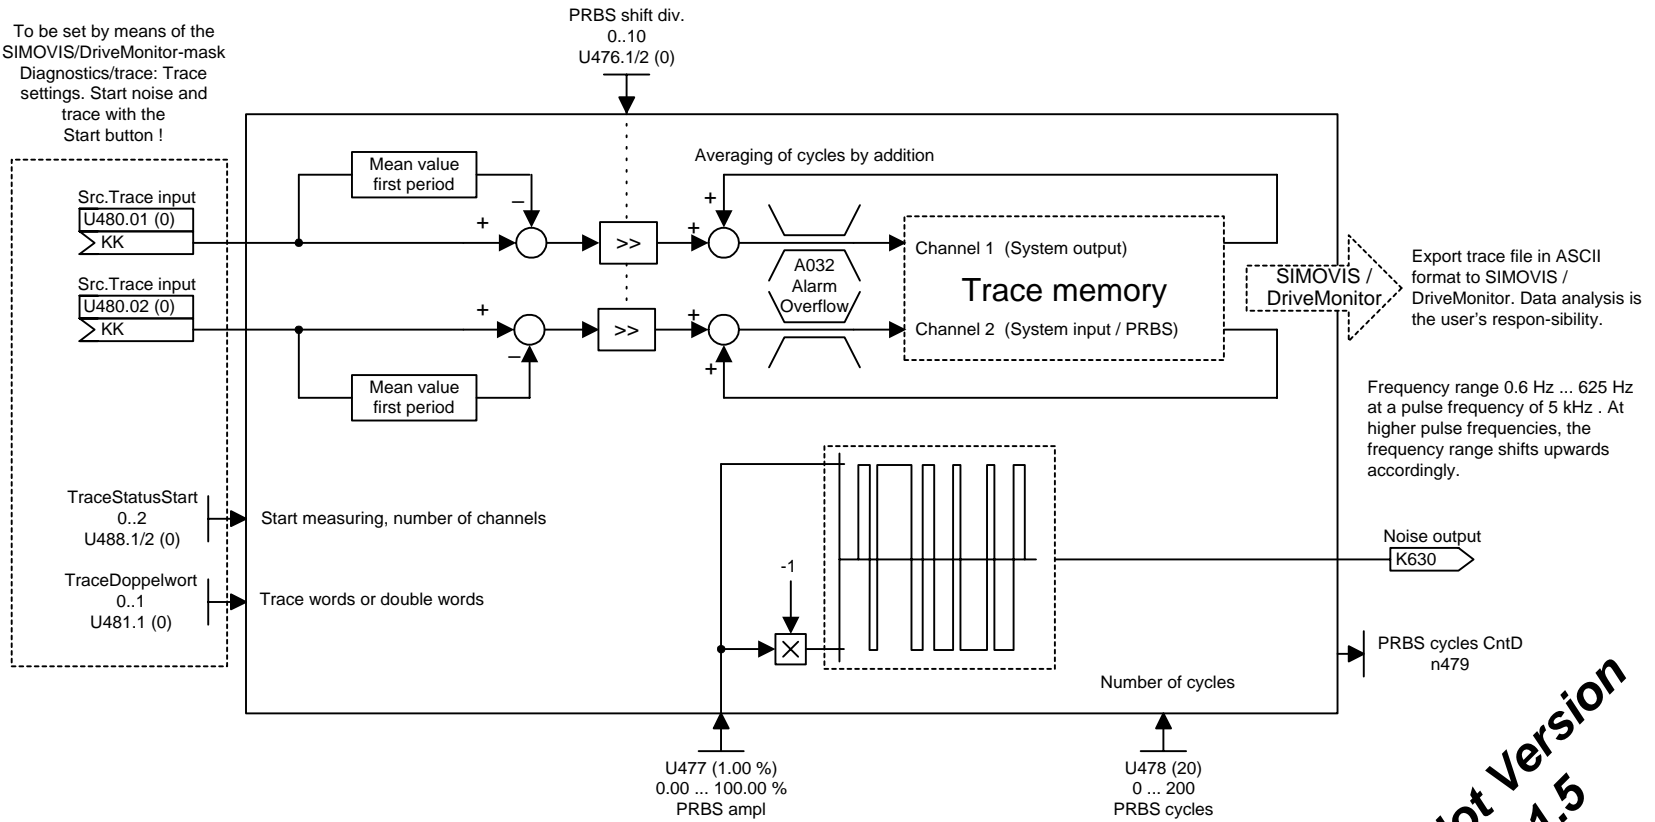 PRBS shift div.
0..10
U476.1/2 (0)
To be set by means of the
SIMOVIS/DriveMonitor-mask
Diagnostics/trace: Trace
settings. Start noise and
trace with the
Start button !
Mean value
first period
Averaging of cycles by addition
Src.Trace input
U480.01 (0)
KK
+
–
>>
+
+
Channel 1  (System output)
A032
Alarm
Overflow
Trace memory
SIMOVIS /
DriveMonitor
Export trace file in ASCII
format to SIMOVIS /
DriveMonitor. Data analysis is
the user's respon-sibility.
Src.Trace input
U480.02 (0)
KK
+
–
>>
+
+
Channel 2  (System input / PRBS)
Mean value
first period
Frequency range 0.6 Hz ... 625 Hz
at a pulse frequency of 5 kHz . At
higher pulse frequencies, the
frequency range shifts upwards
accordingly.
TraceStatusStart
0..2
U488.1/2 (0)
Start measuring, number of channels
TraceDoppelwort
0..1
U481.1 (0)
Trace words or double words
-1
Noise output
K630
PRBS cycles CntD
n479
Number of cycles
U477 (1.00 %)
0.00 ... 100.00 %
PRBS ampl
U478 (20)
0 ... 200
PRBS cycles
Version
1.5